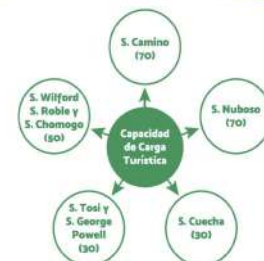 S. Camino
(70)
S. Wilford
S. Roble y
S. Chomogo
(50)
S. Nuboso
(70)
Capacidad
de Carga
Turística
S. Tosi y
S. George
Powell
(30)
S. Cuecha
(30)